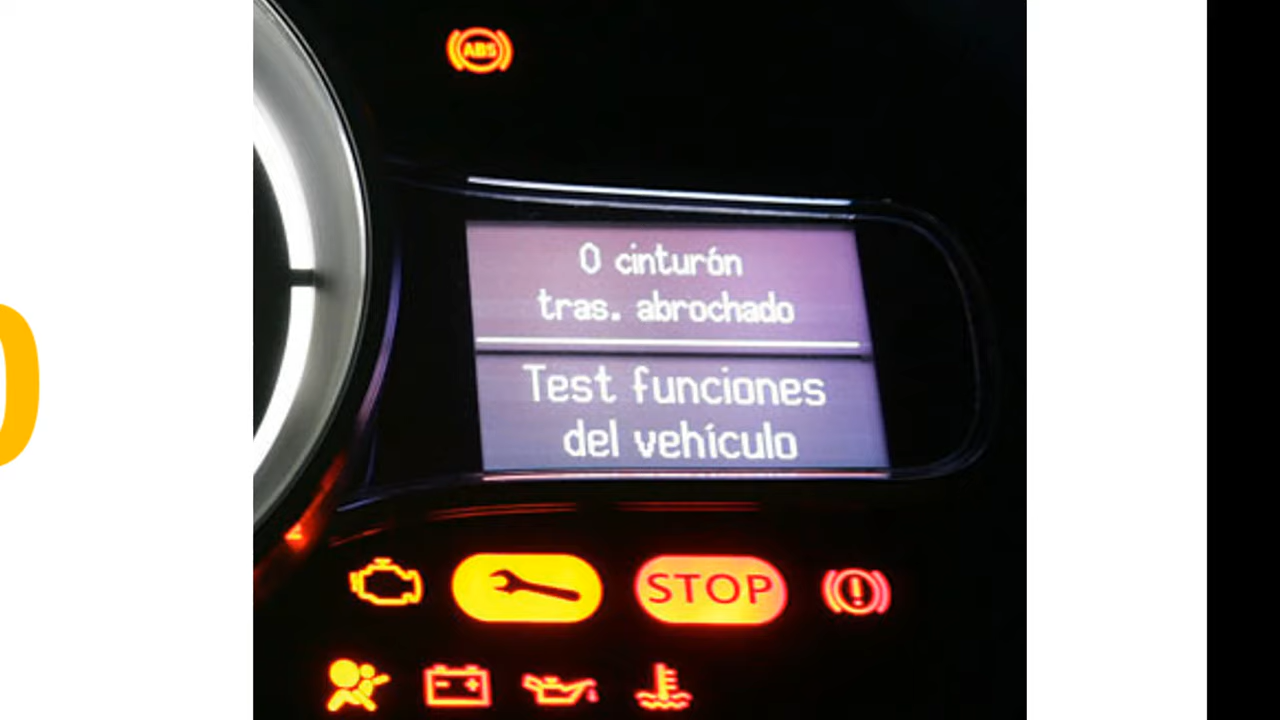 ABS
0 cinturón
tras. abrochado
Test funciones
del vehículo
STOP